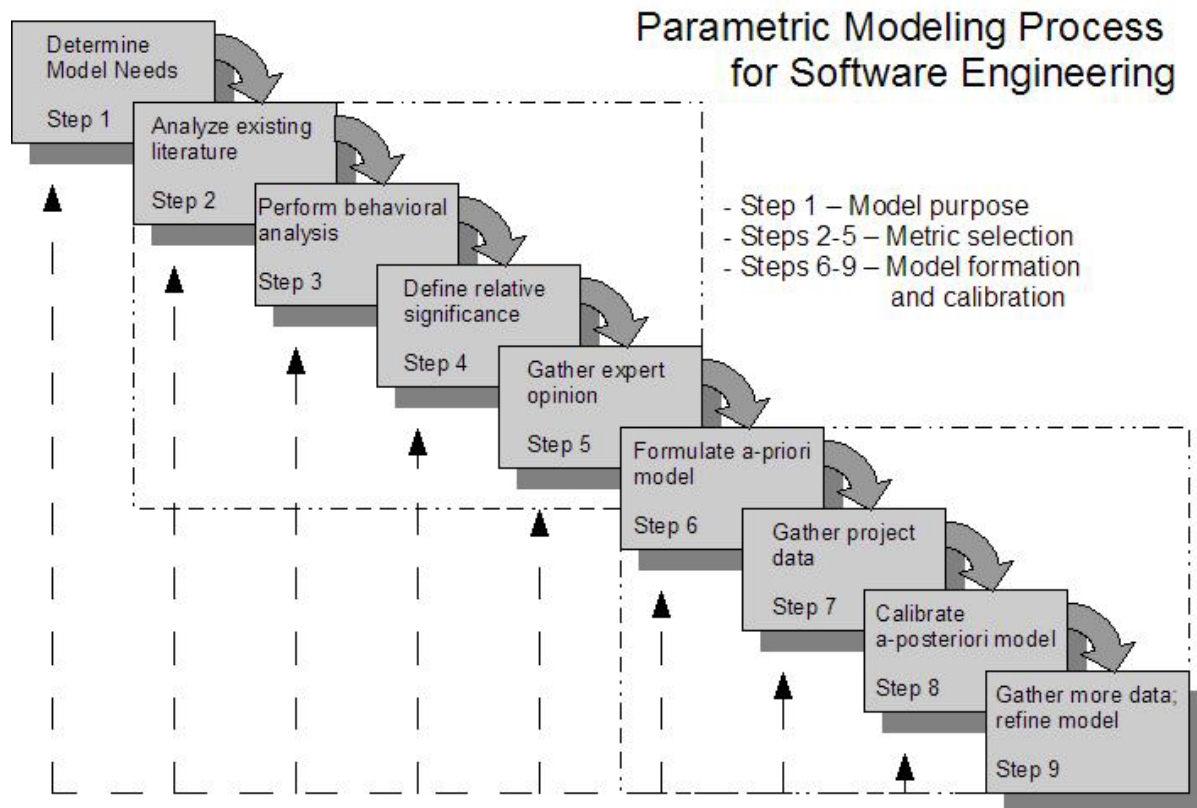 Parametric Modeling Process
for Software Engineering
Determine
Model Needs
Step 1
Analyze existing
literature
Step 2
Perform behavioral
analysis
Step 3
- Step 1 – Model purpose
- Steps 2-5 – Metric selection
- Steps 6-9 – Model formation
and calibration
Define relative
significance
Step 4
Gather expert
opinion
Step 5
Formulate a-priori
model
Step 6
Gather project
data
Step 7
Calibrate
a-posteriori model
Step 8
Gather more data;
refine model
Step 9